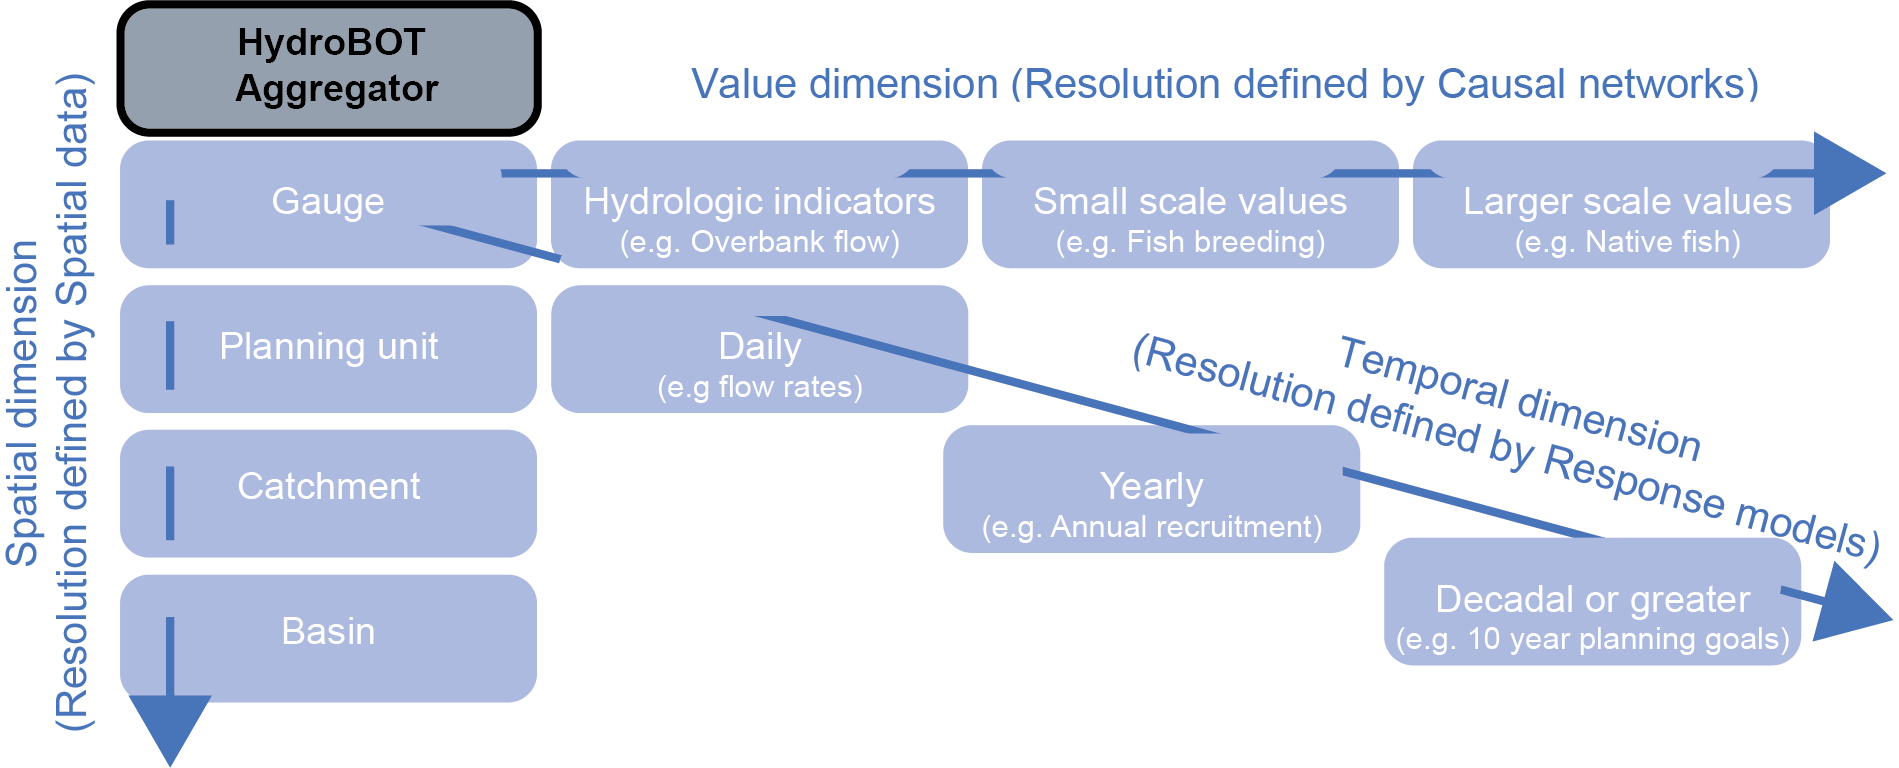 HydroBOT
Aggregator
Value dimension (Resolution defined by Causal networks)
Spatial dimension
(Resolution defined by Spatial data)
Gauge
Hydrologic indicators
(e.g. Overbank flow)
Small scale values
(e.g. Fish breeding)
Larger scale values
(e.g. Native fish)
Planning unit
Daily
(e.g flow rates)
Temporal dimension
(Resolution defined by Response models)
Catchment
Yearly
(e.g. Annual recruitment)
Basin
Decadal or greater
(e.g. 10 year planning goals)